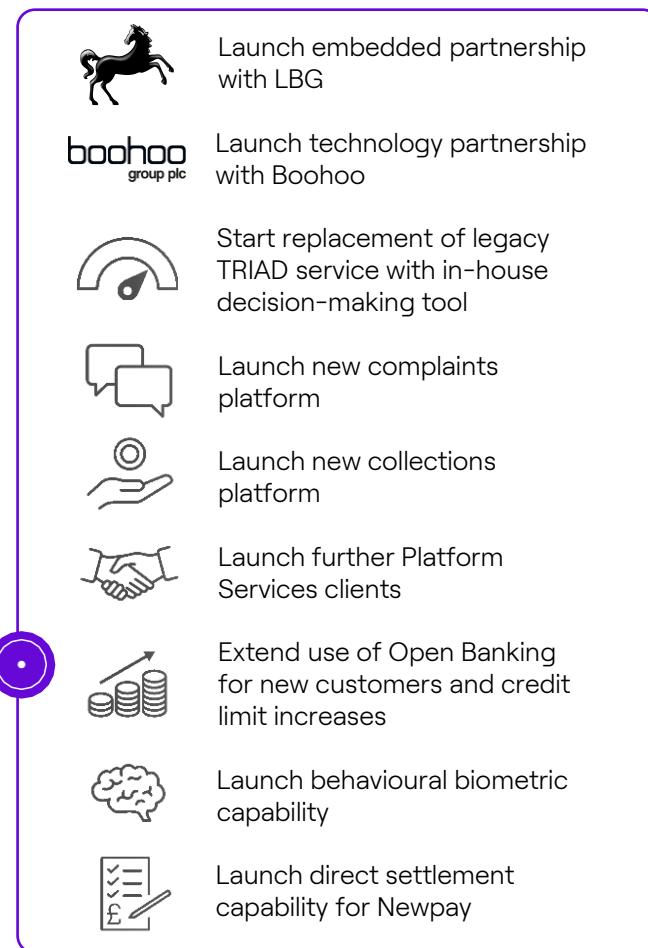 Launch embedded partnership
with LBG
boohoo
group plc
Launch technology partnership
with Boohoo
Start replacement of legacy
TRIAD service with in-house
decision-making tool
Launch new complaints
platform
Launch new collections
platform
Launch further Platform
Services clients
Extend use of Open Banking
for new customers and credit
limit increases
Launch behavioural biometric
capability
£
Launch direct settlement
capability for Newpay